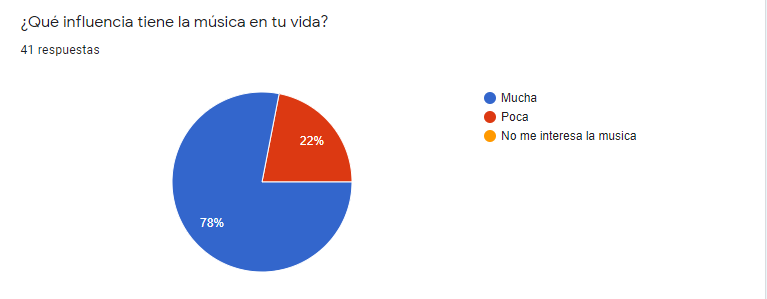 ¿Qué influencia tiene la música en tu vida?
41 respuestas
Mucha
Poca
No me interesa la musica
22%
78%